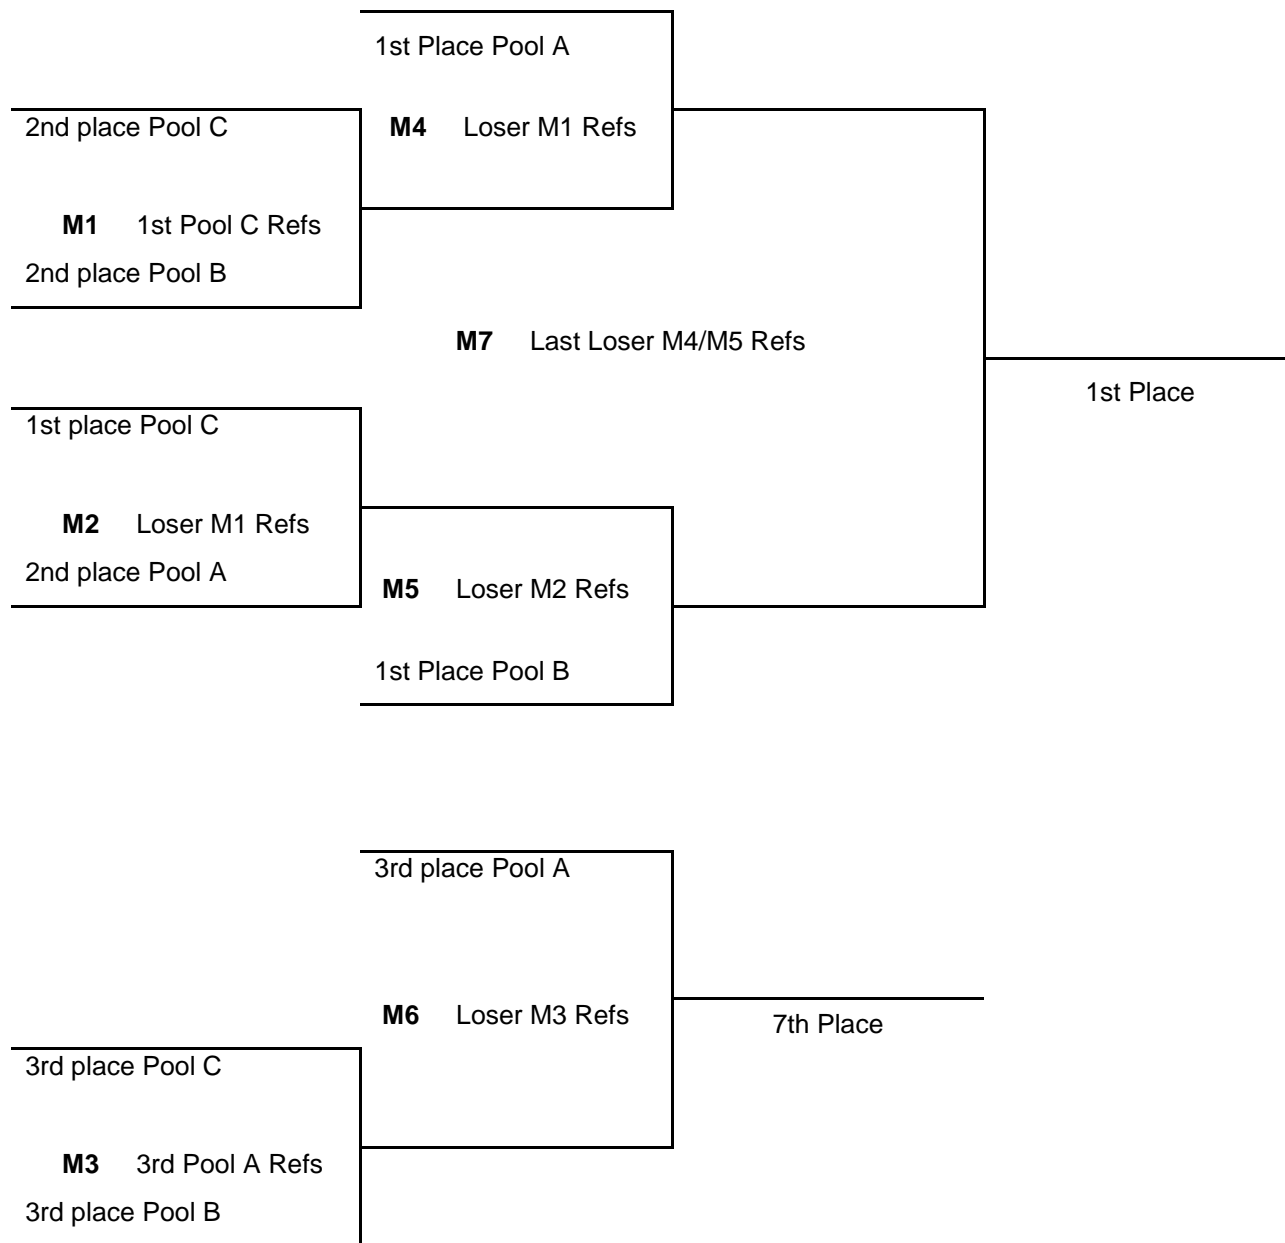 1st Place Pool A
2nd place Pool C
M4 Loser M1 Refs
M1 1st Pool C Refs
2nd place Pool B
M7 Last Loser M4/M5 Refs
1st Place
1st place Pool C
M2 Loser M1 Refs
2nd place Pool A
M5 Loser M2 Refs
1st Place Pool B
3rd place Pool A
M6 Loser M3 Refs
7th Place
3rd place Pool C
M3 3rd Pool A Refs
3rd place Pool B